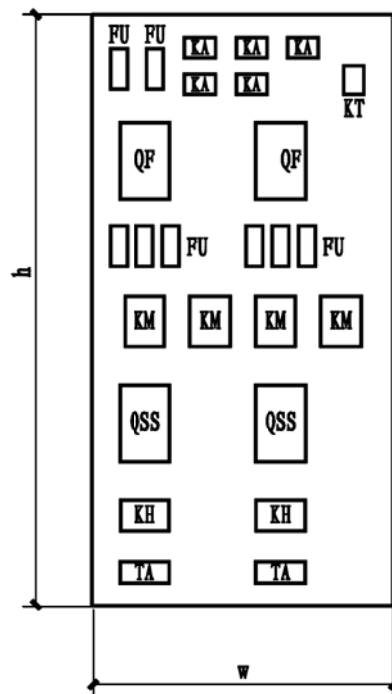 FU FU
KA KA KA
KA KA
KT
QF QF
FU FU
KM KM KM KM
QSS QSS
KH KH
TA TA
h
w